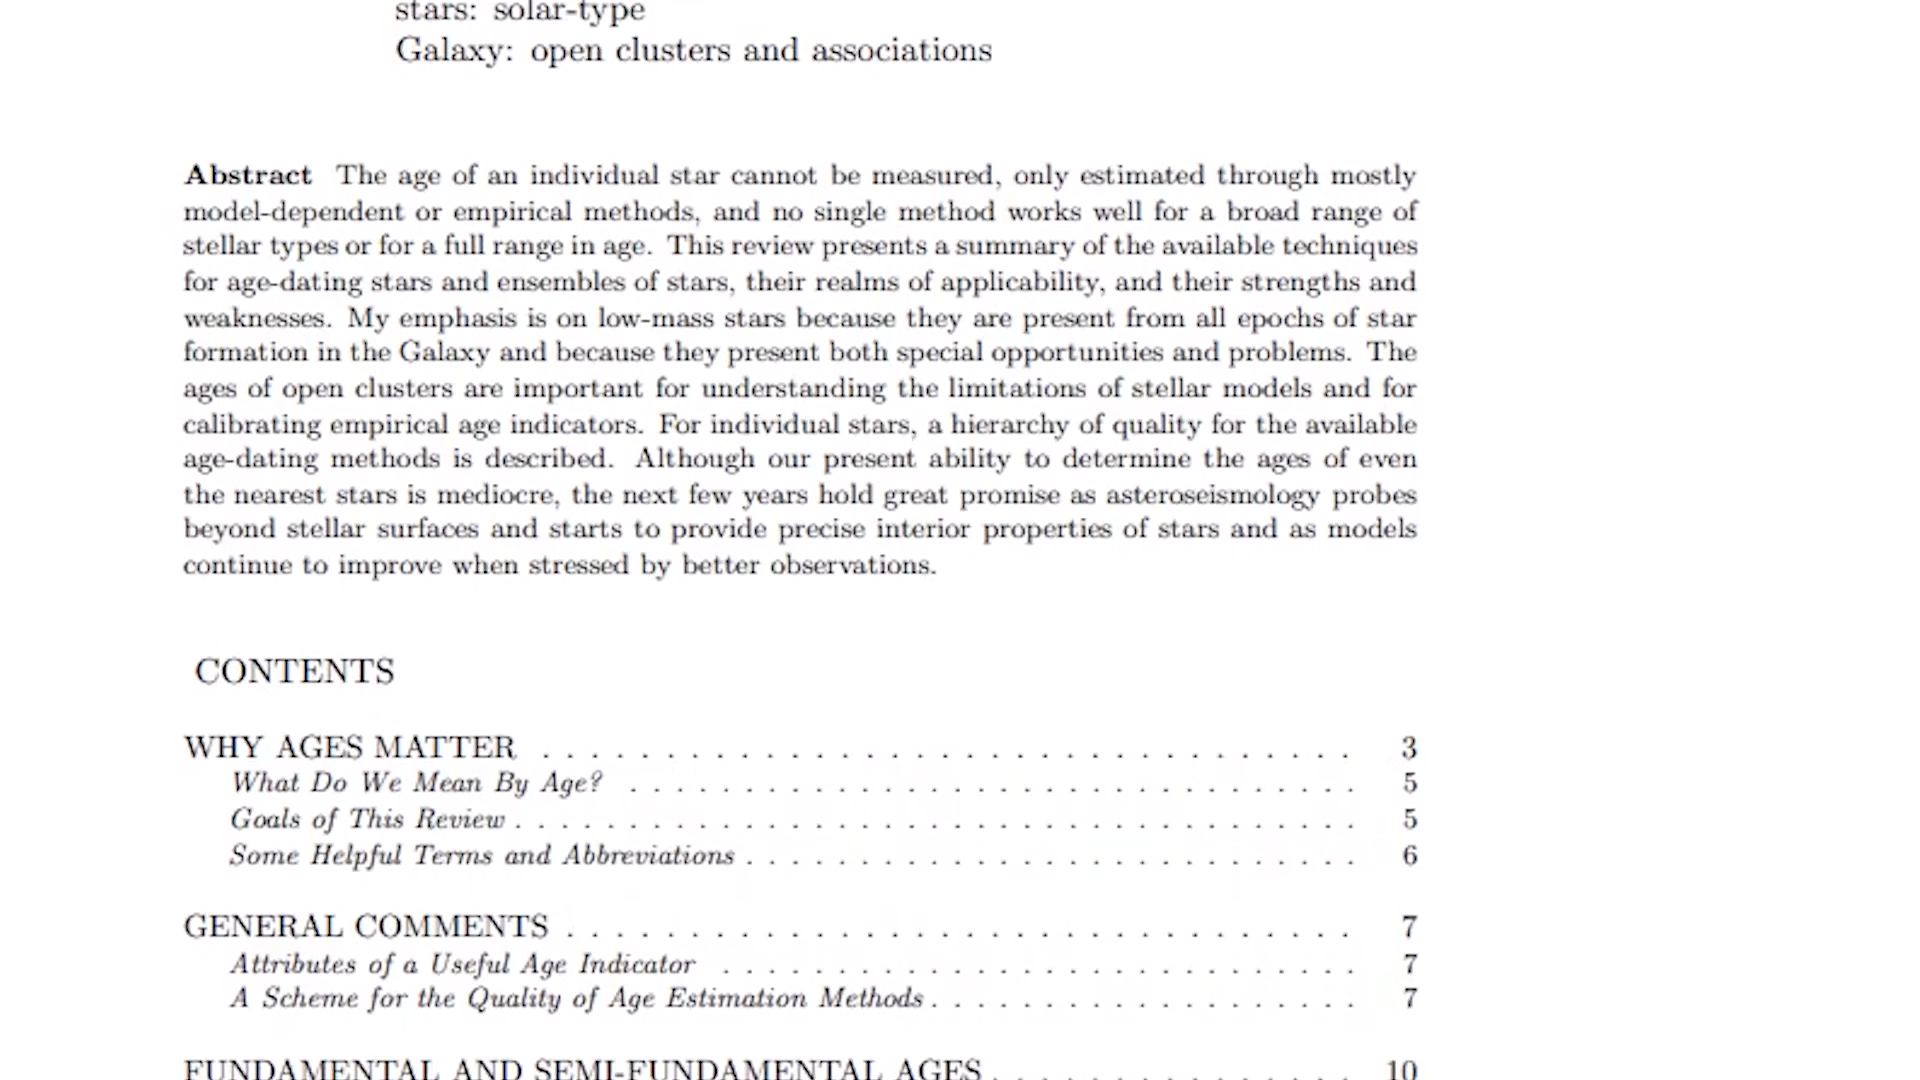 stars: solar-type
Galaxy: open clusters and associations
Abstract The age of an individual star cannot be measured, only estimated through mostly
model-dependent or empirical methods, and no single method works well for a broad range of
stellar types or for a full range in age. This review presents a summary of the available techniques
for age-dating stars and ensembles of stars, their realms of applicability, and their strengths and
weaknesses. My emphasis is on low-mass stars because they are present from all epochs of star
formation in the Galaxy and because they present both special opportunities and problems. The
ages of open clusters are important for understanding the limitations of stellar models and for
calibrating empirical age indicators. For individual stars, a hierarchy of quality for the available
age-dating methods is described. Although our present ability to determine the ages of even
the nearest stars is mediocre, the next few years hold great promise as asteroseismology probes
beyond stellar surfaces and starts to provide precise interior properties of stars and as models
continue to improve when stressed by better observations.
CONTENTS
WHY AGES MATTER . . . . . . . . . . . . . . . . . . . . . . . . . . . . . . . . . 3
What Do We Mean By Age? . . . . . . . . . . . . . . . . . . . . . . . . . . . . . . . . 5
Goals of This Review . . . . . . . . . . . . . . . . . . . . . . . . . . . . . . . . . . . . . 5
Some Helpful Terms and Abbreviations . . . . . . . . . . . . . . . . . . . . . . . . . . . 6
GENERAL COMMENTS . . . . . . . . . . . . . . . . . . . . . . . . . . . . . . . . 7
Attributes of a Useful Age Indicator . . . . . . . . . . . . . . . . . . . . . . . . . . . . 7
A Scheme for the Quality of Age Estimation Methods . . . . . . . . . . . . . . . . . . . 7
FUNDAMENTAL AND SEMI-FUNDAMENTAL AGES . . . . . . . . . . . . . . . 10